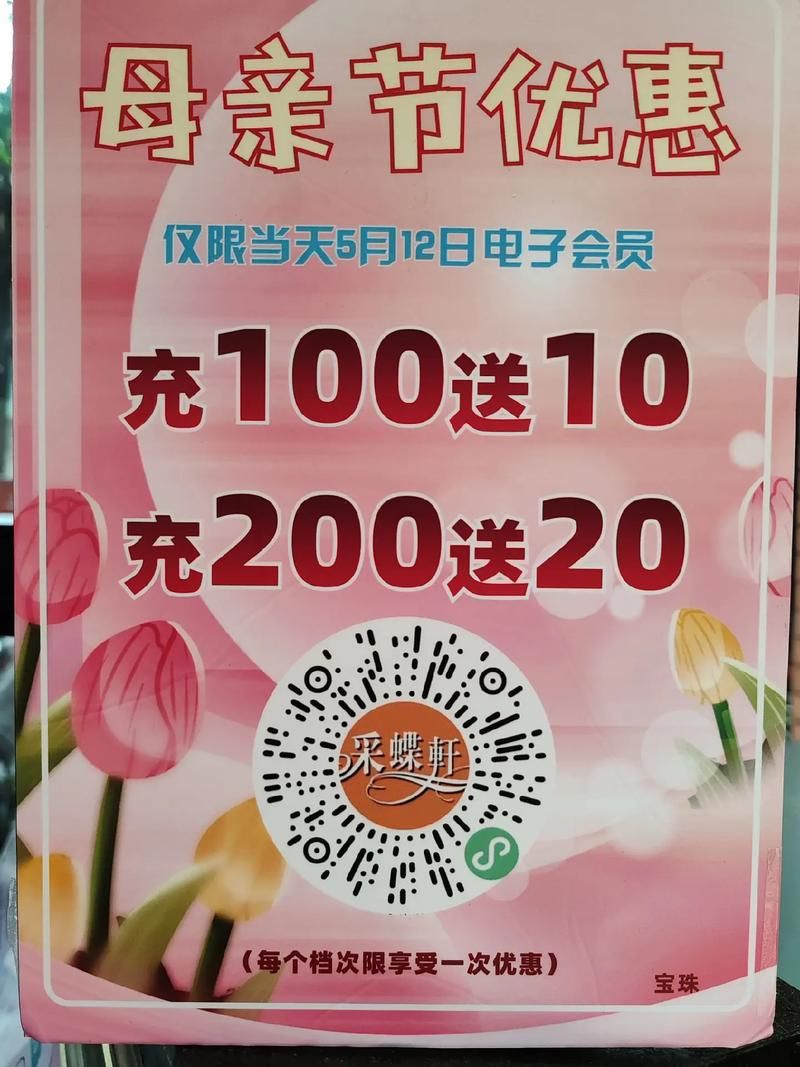 母亲节优惠
仅限当天5月12日电子会员
充100送10
充200送20
采蝶軒
(每个档次限享受一次优惠)
宝珠